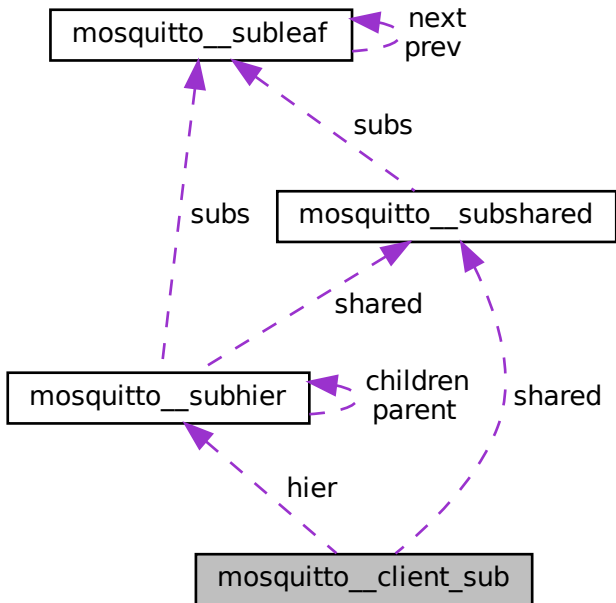 mosquitto__subleaf
next
prev
subs
subs
mosquitto__subshared
shared
mosquitto__subhier
children
parent
shared
hier
mosquitto__client_sub